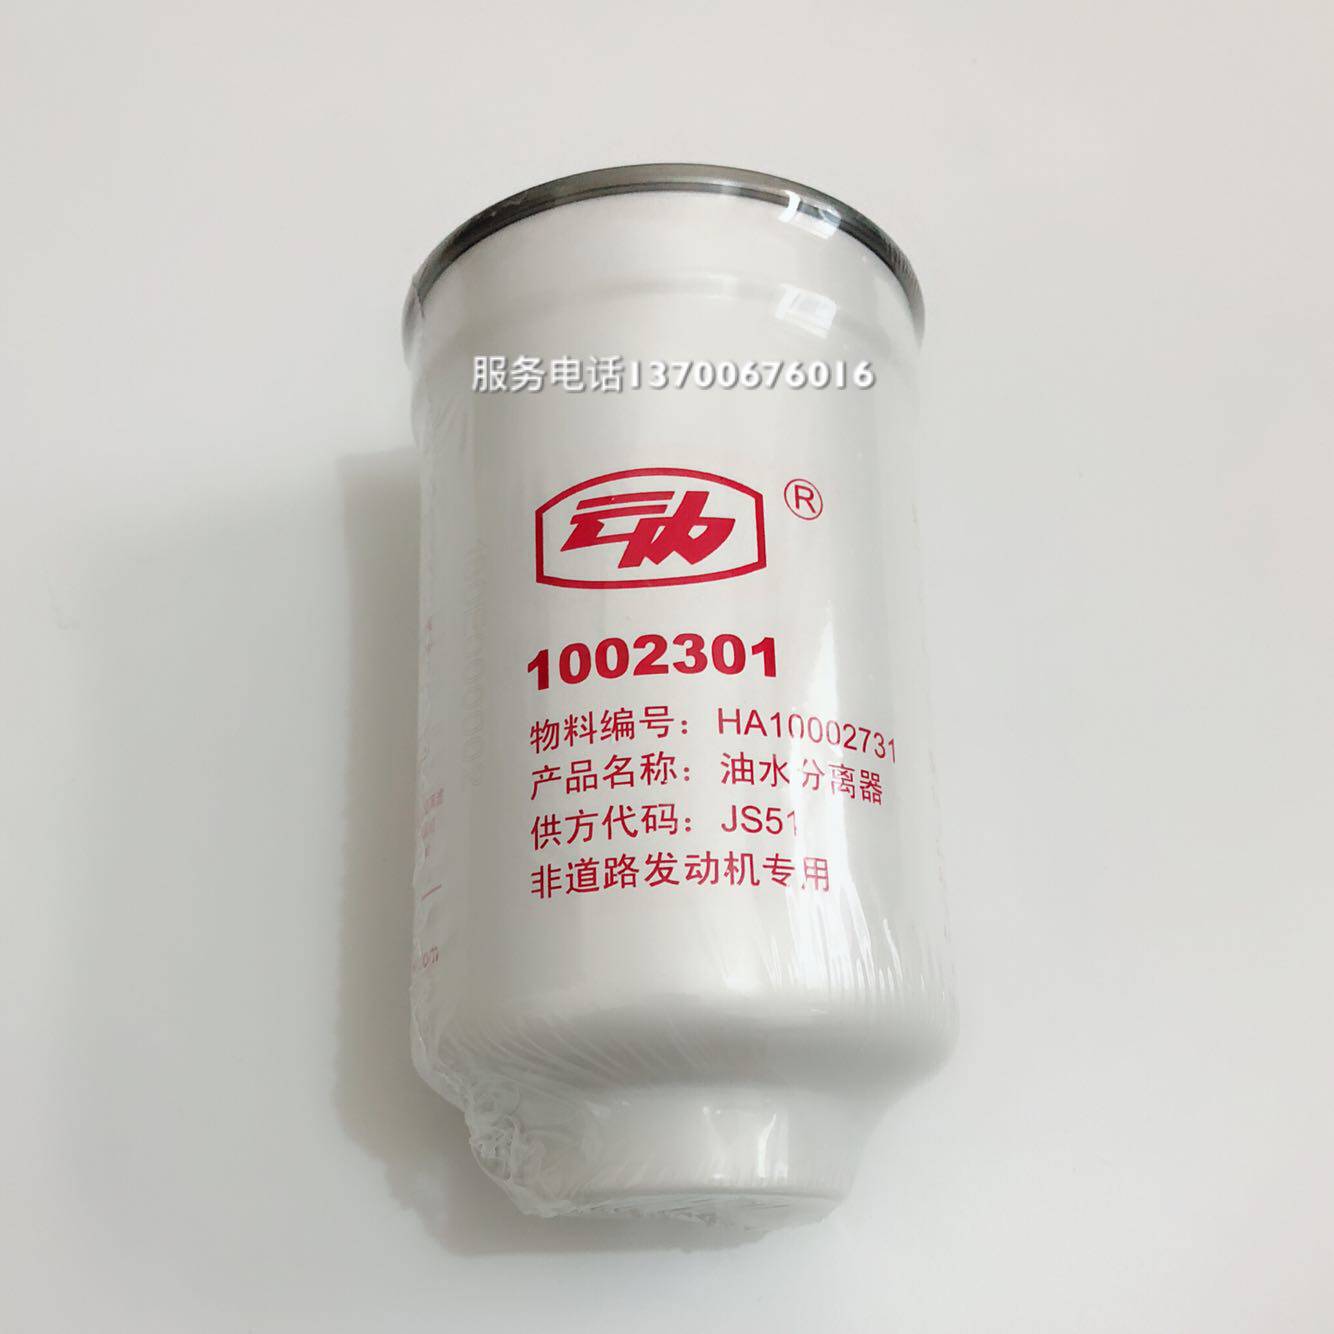 服务电话13700676016
云内
®
1002301
物料编号：HA10002731
产品名称：油水分离器
供方代码：JS51
非道路发动机专用